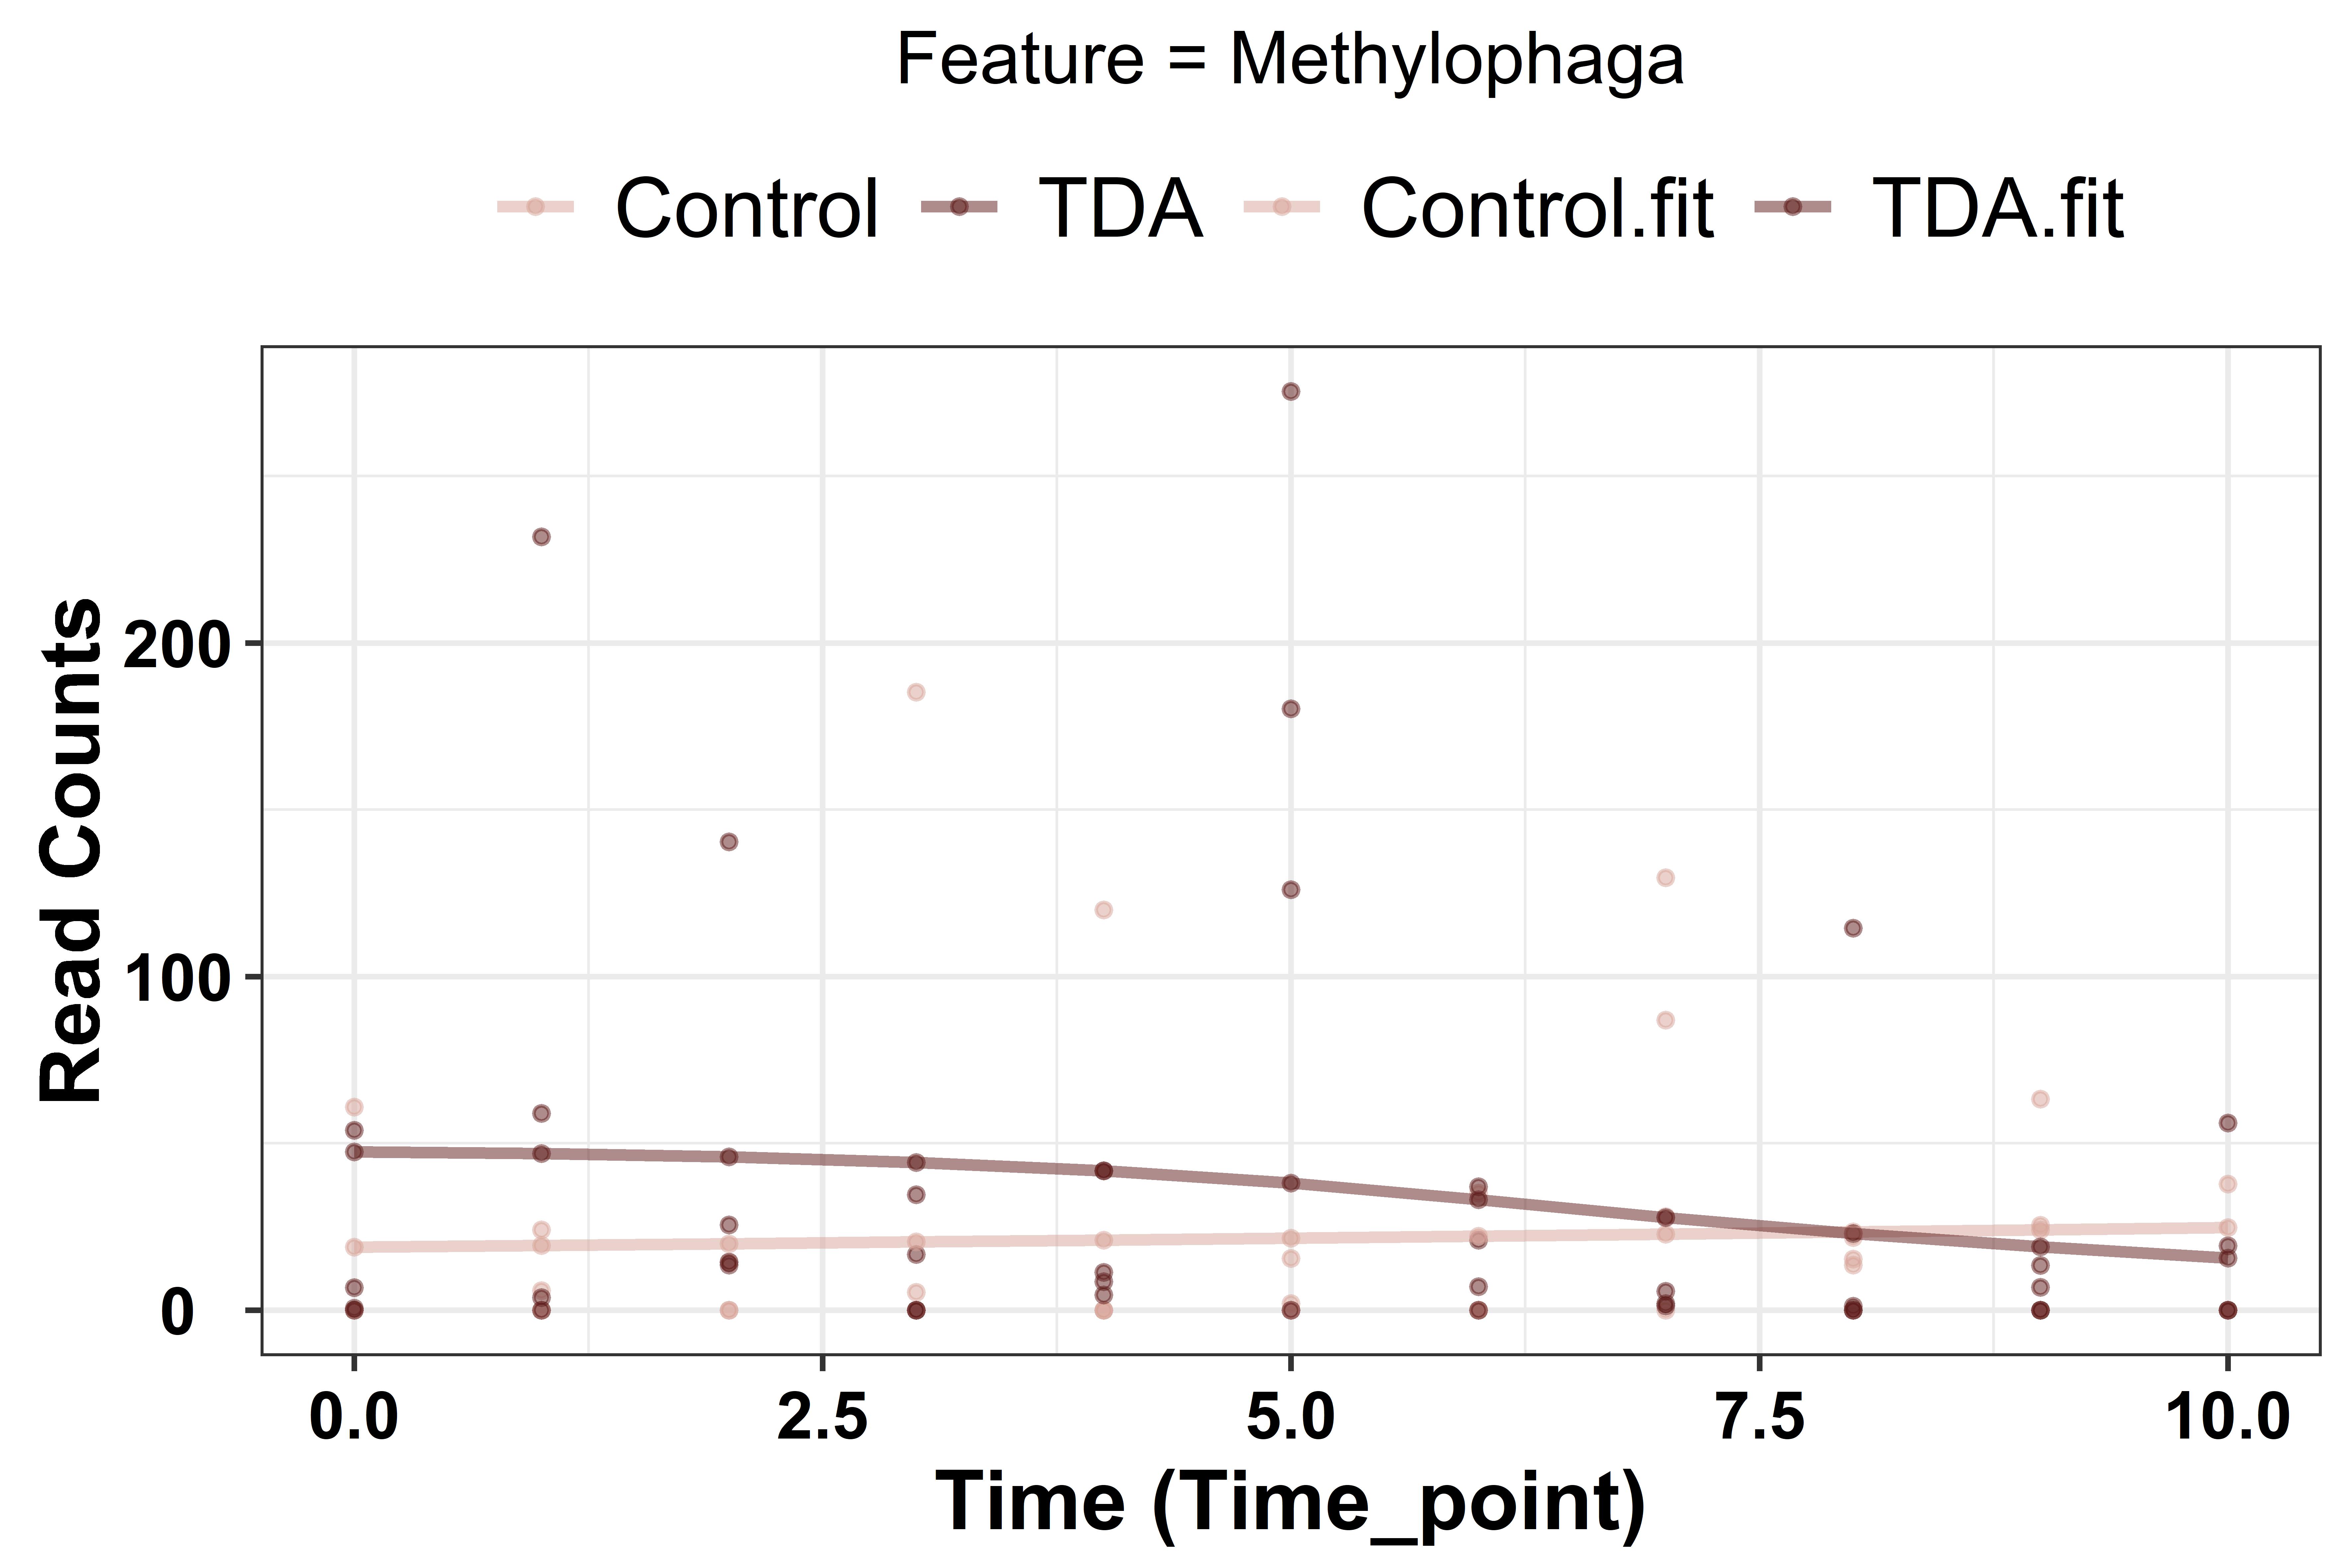 Feature = Methylophaga
Control TDA Control.fit TDA.fit
Read Counts
200
100
0
0.0 2.5 5.0 7.5 10.0
Time (Time_point)